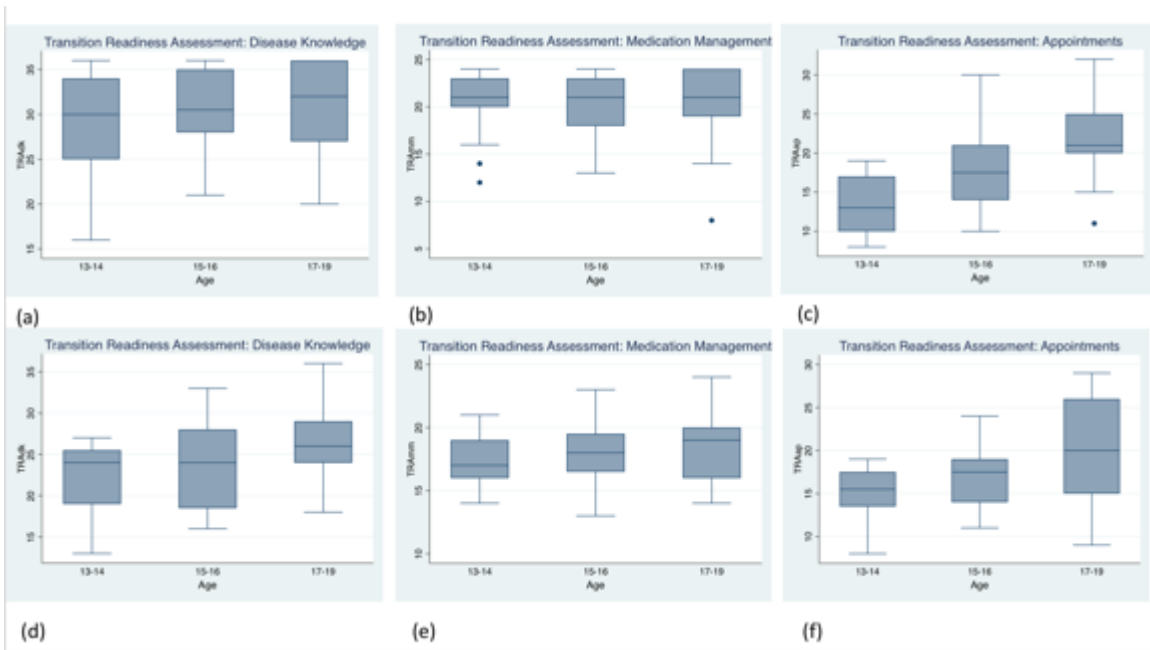 Transition Readiness Assessment: Disease Knowledge
TRAdk
35
30
25
20
15
13-14
15-16
17-19
Age
(a)
Transition Readiness Assessment: Medication Management
TRAmm
25
20
15
10
5
13-14
15-16
17-19
Age
(b)
Transition Readiness Assessment: Appointments
TRAap
30
25
20
15
10
13-14
15-16
17-19
Age
(c)
Transition Readiness Assessment: Disease Knowledge
TRAdk
35
30
25
20
15
13-14
15-16
17-19
Age
(d)
Transition Readiness Assessment: Medication Management
TRAmm
25
20
15
10
13-14
15-16
17-19
Age
(e)
Transition Readiness Assessment: Appointments
TRAap
30
25
20
15
10
13-14
15-16
17-19
Age
(f)